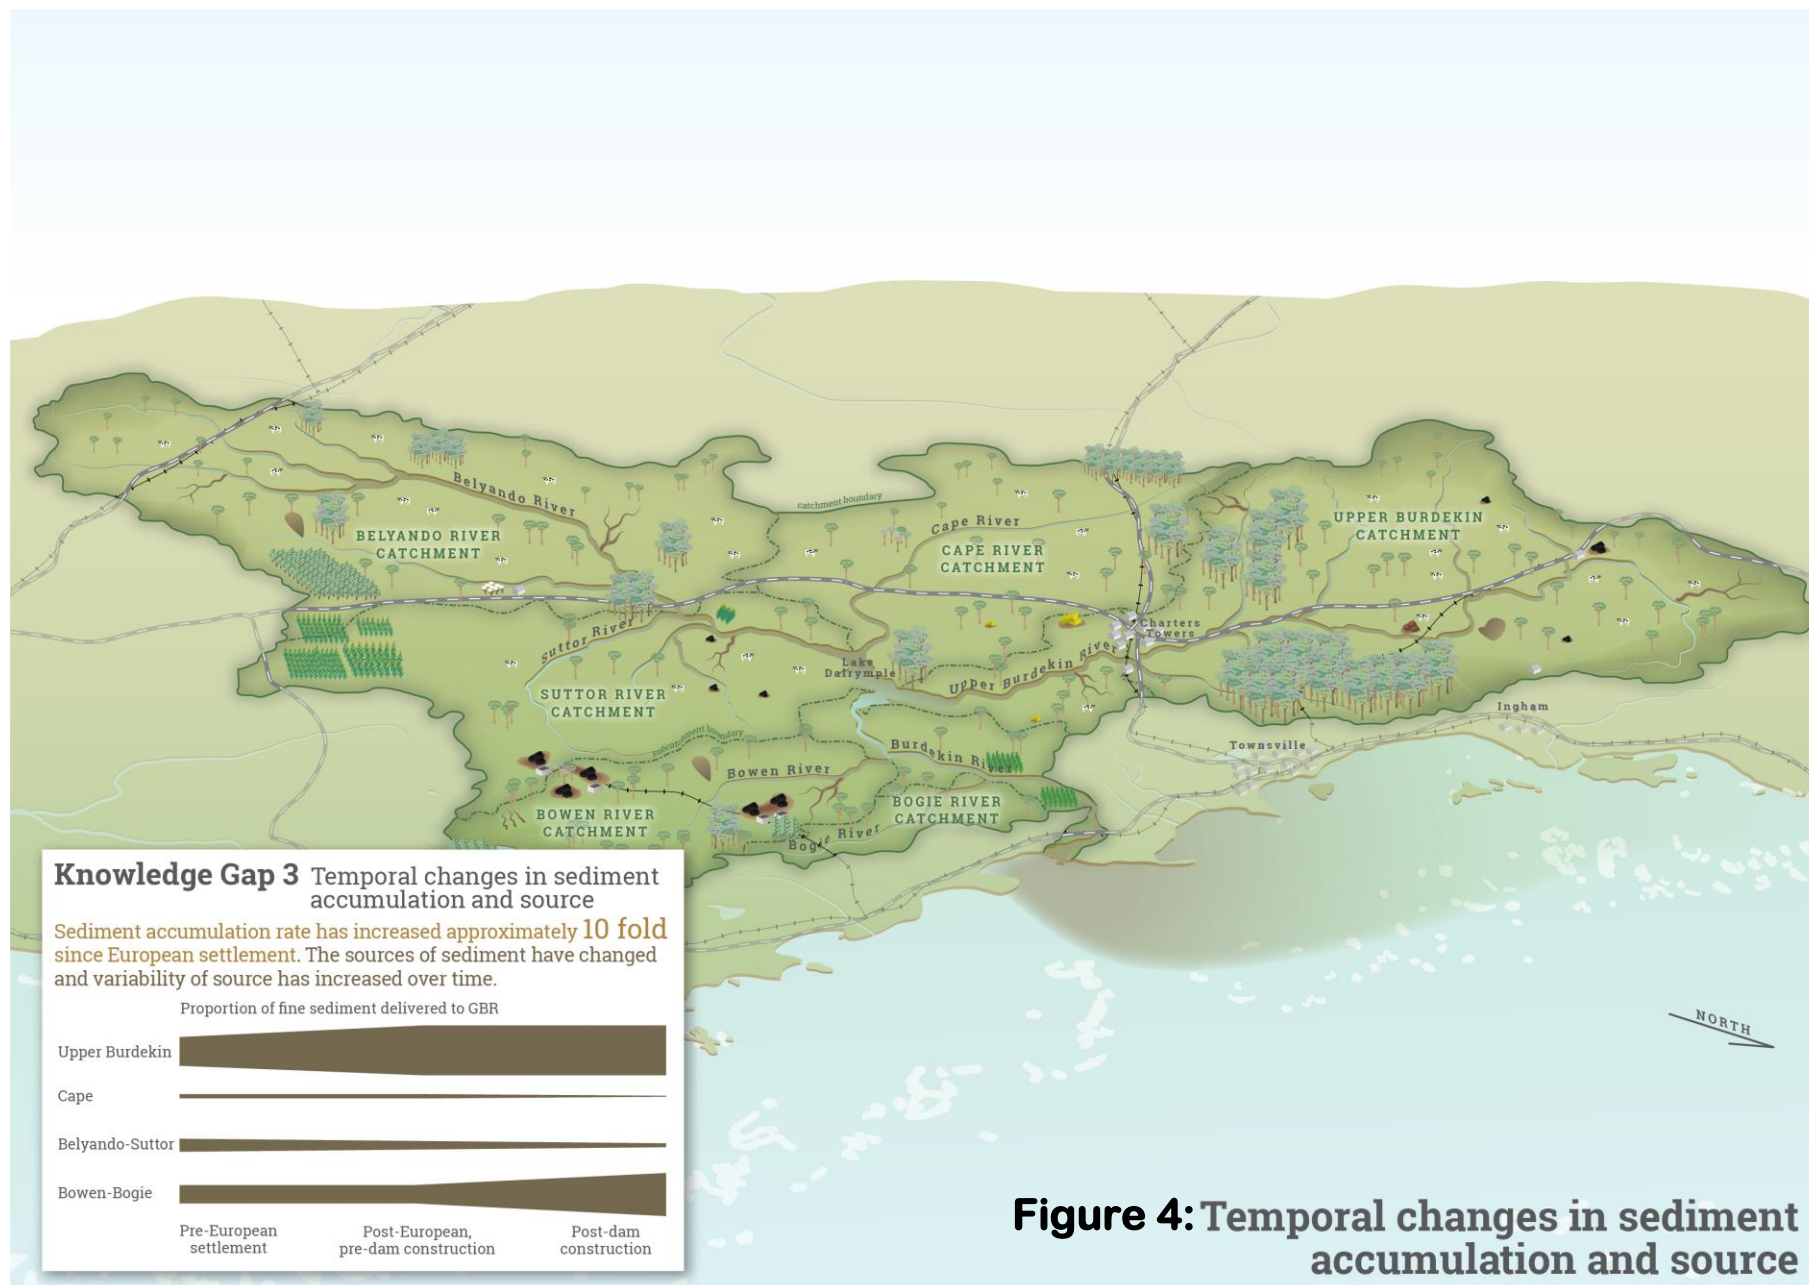 Belyando River
BELYANDO RIVER
CATCHMENT
catchment boundary
Cape River
CAPE RIVER
CATCHMENT
UPPER BURDEKIN
CATCHMENT
Suttor River
SUTTOR RIVER
CATCHMENT
Lake
Dalrymple
Upper Burdekin River
Charters
Towers
subcatchment boundary
Bowen River
BOWEN RIVER
CATCHMENT
Burdekin River
BOGIE RIVER
CATCHMENT
Bogie River
Townsville
Ingham
NORTH
Knowledge Gap 3 Temporal changes in sediment
accumulation and source
Sediment accumulation rate has increased approximately 10 fold
since European settlement. The sources of sediment have changed
and variability of source has increased over time.
Proportion of fine sediment delivered to GBR
Upper Burdekin
Cape
Belyando-Suttor
Bowen-Bogie
Pre-European
settlement
Post-European,
pre-dam construction
Post-dam
construction
Figure 4: Temporal changes in sediment
accumulation and source